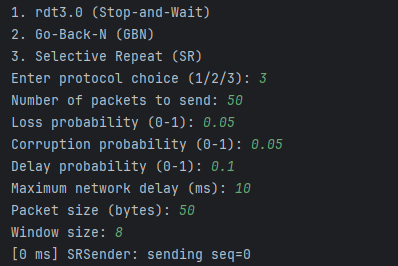 1. rdt3.0 (Stop-and-Wait)
2. Go-Back-N (GBN)
3. Selective Repeat (SR)
Enter protocol choice (1/2/3): 3
Number of packets to send: 50
Loss probability (0-1): 0.05
Corruption probability (0-1): 0.05
Delay probability (0-1): 0.1
Maximum network delay (ms): 10
Packet size (bytes): 50
Window size: 8
[0 ms] SRSender: sending seq=0